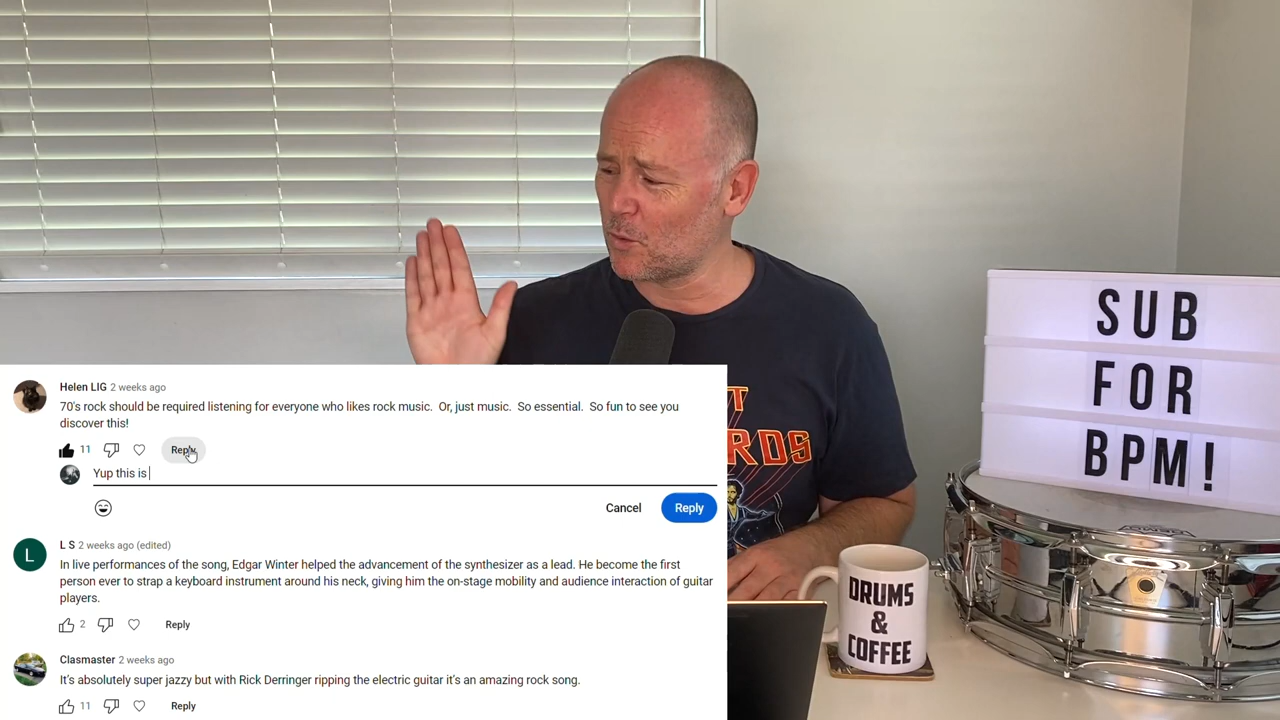 SUB
FOR
BPM!
Helen LIG 2 weeks ago
70's rock should be required listening for everyone who likes rock music. Or, just music. So essential. So fun to see you
discover this!
11
Reply
Yup this is
Cancel
Reply
L
L S 2 weeks ago (edited)
In live performances of the song, Edgar Winter helped the advancement of the synthesizer as a lead. He become the first
person ever to strap a keyboard instrument around his neck, giving him the on-stage mobility and audience interaction of guitar
players.
2
Reply
Clasmaster 2 weeks ago
It's absolutely super jazzy but with Rick Derringer ripping the electric guitar it's an amazing rock song.
11
Reply
DRUMS
&
COFFEE